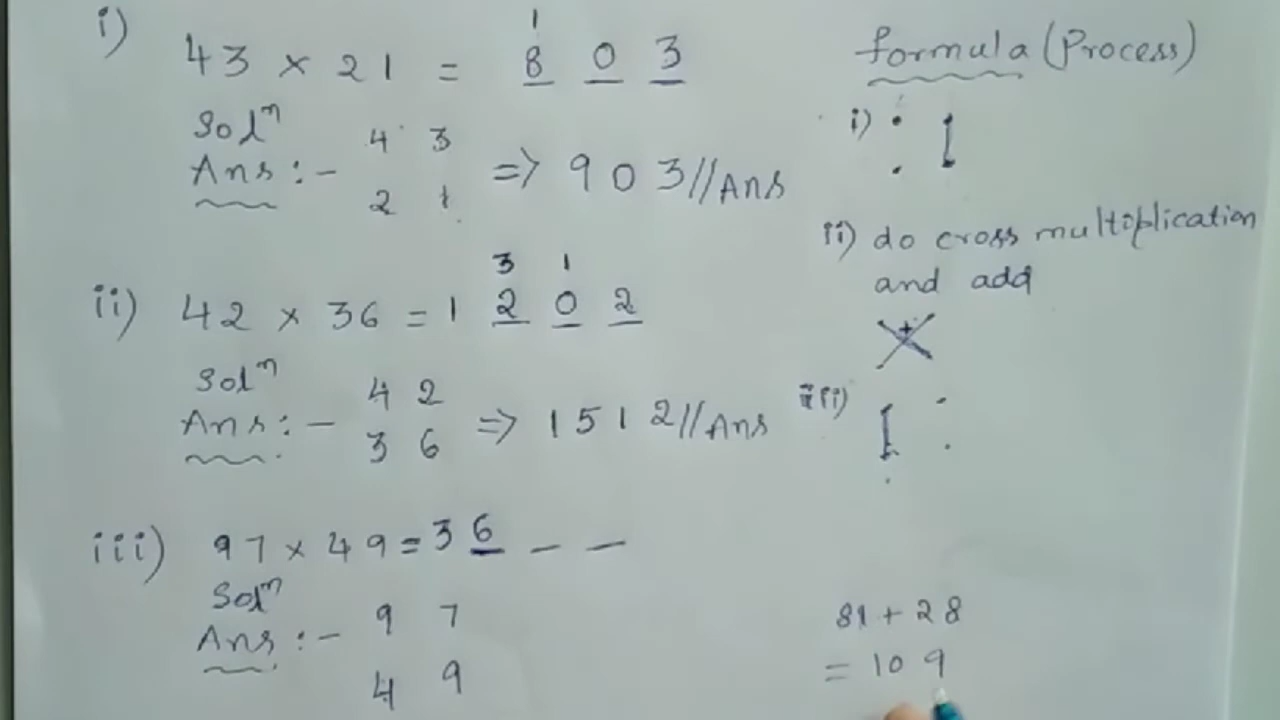 1
i) 43 × 21 = 8 0 3
Solⁿ
Ans :- 4 3
2 1
=> 903//Ans
3 1
ii) 42 × 36 = 1 2 0 2
Solⁿ
Ans :- 4 2
3 6
=> 1512//Ans
iii) 97 × 49 = 3 6 _ _
Solⁿ
Ans :- 9 7
4 9
formula (Process)
i)
ii) do cross multiplication
and add
+
iii)
81 + 28
= 109